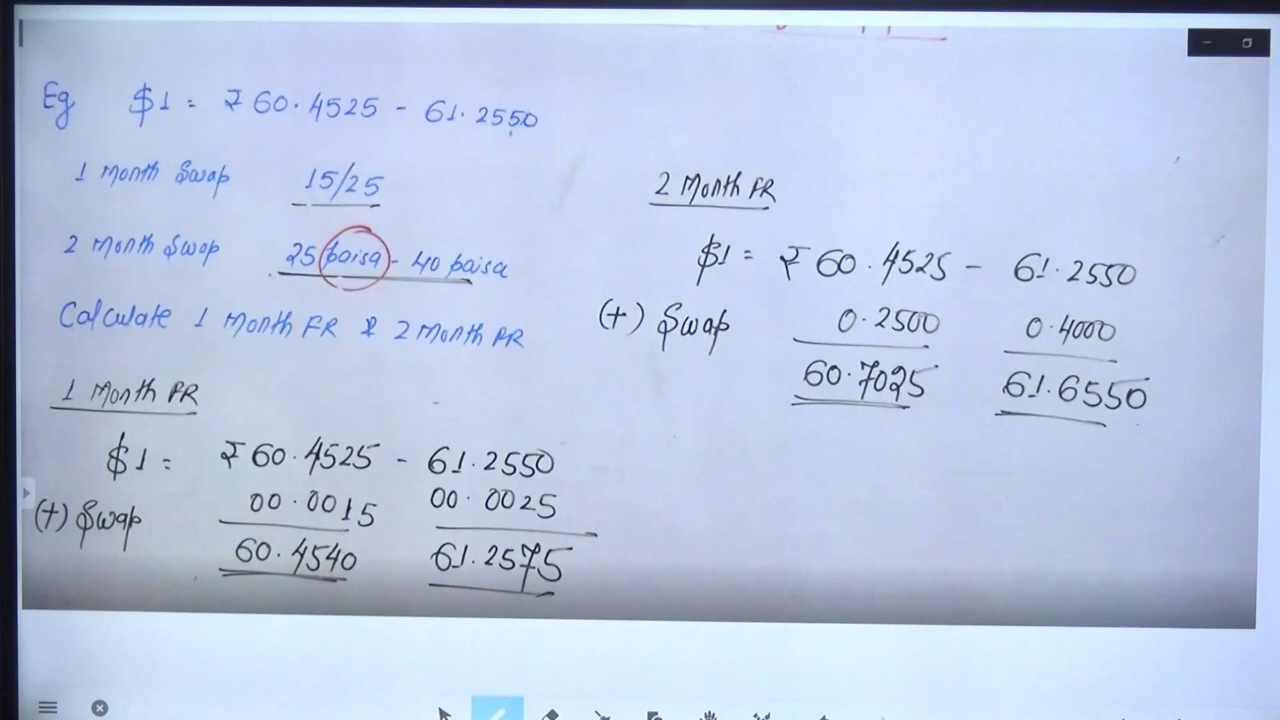 Eg $1 = ₹60.4525 - 61.2550
1 Month Swap 15/25
2 Month Swap 25 paisa - 40 paisa
Calculate 1 Month FR & 2 Month FR
1 Month FR
$1 = ₹60.4525 - 61.2550
(+) Swap 00.0015 00.0025
60.4540 61.2575
2 Month FR
$1 = ₹60.4525 - 61.2550
(+) Swap 0.2500 0.4000
60.7025 61.6550